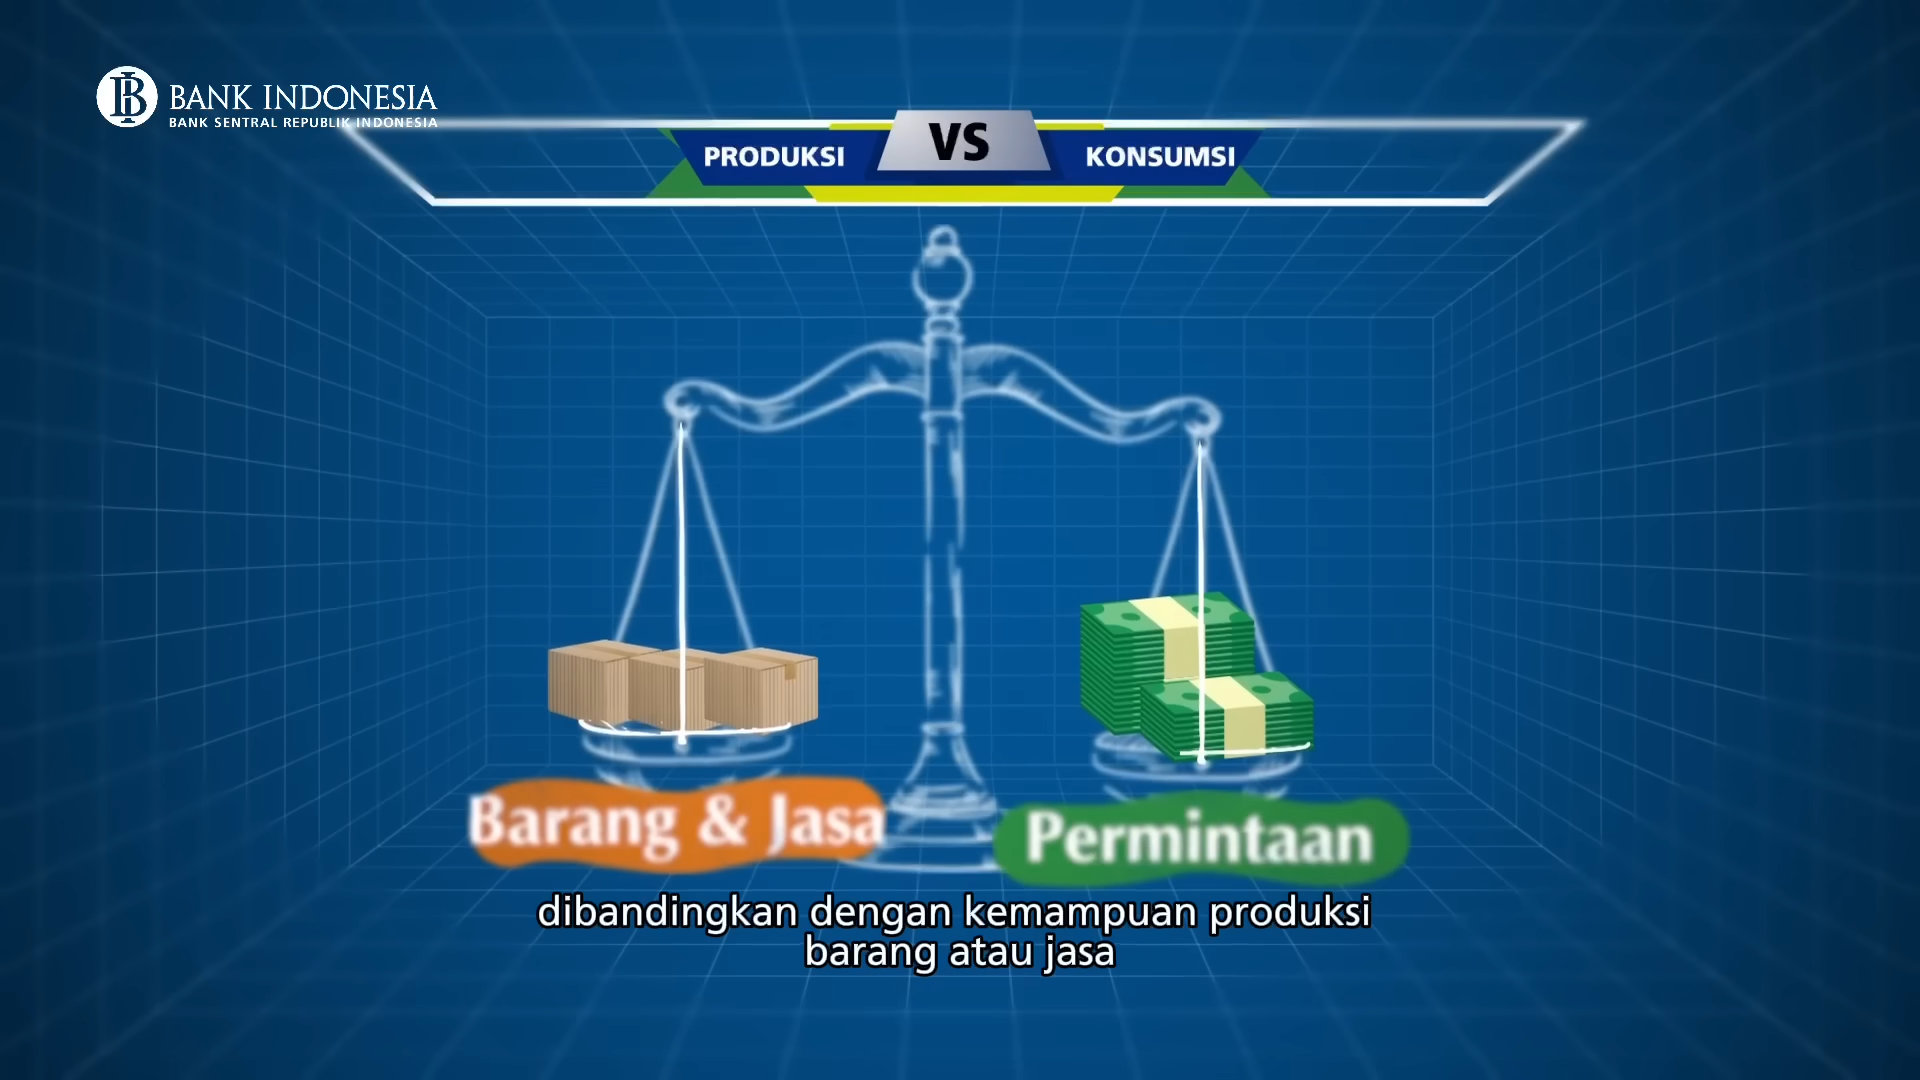 BANK INDONESIA
BANK SENTRAL REPUBLIK INDONESIA
PRODUKSI VS KONSUMSI
Barang & Jasa
Permintaan
dibandingkan dengan kemampuan produksi
barang atau jasa